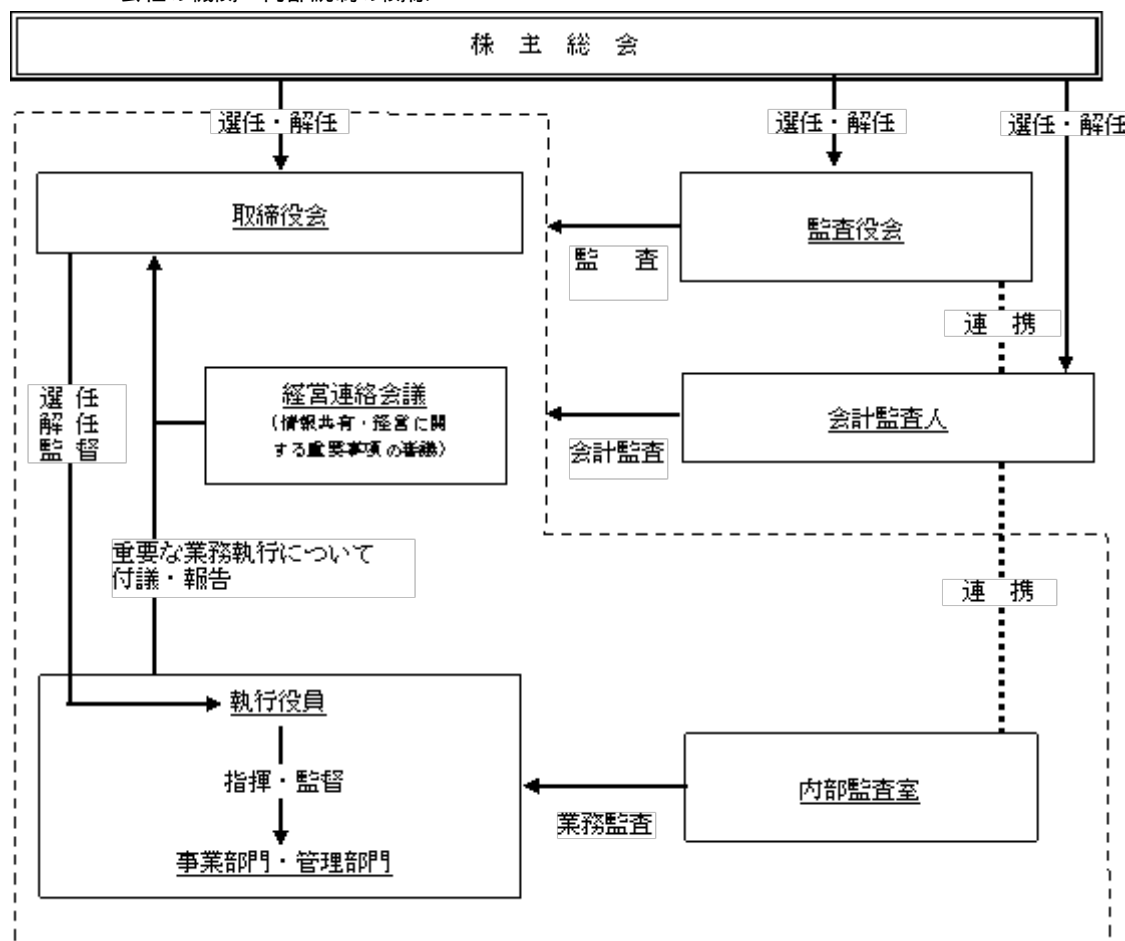 株 主 総 会
選任・解任
選任・解任
選任・解任
取締役会
監査役会
監 査
連 携
選 任
解 任
監 督
経営連絡会議
（情報共有・経営に関
する重要事項の審議）
会計監査人
会計監査
重要な業務執行について
付議・報告
連 携
執行役員
指揮・監督
内部監査室
業務監査
事業部門・管理部門